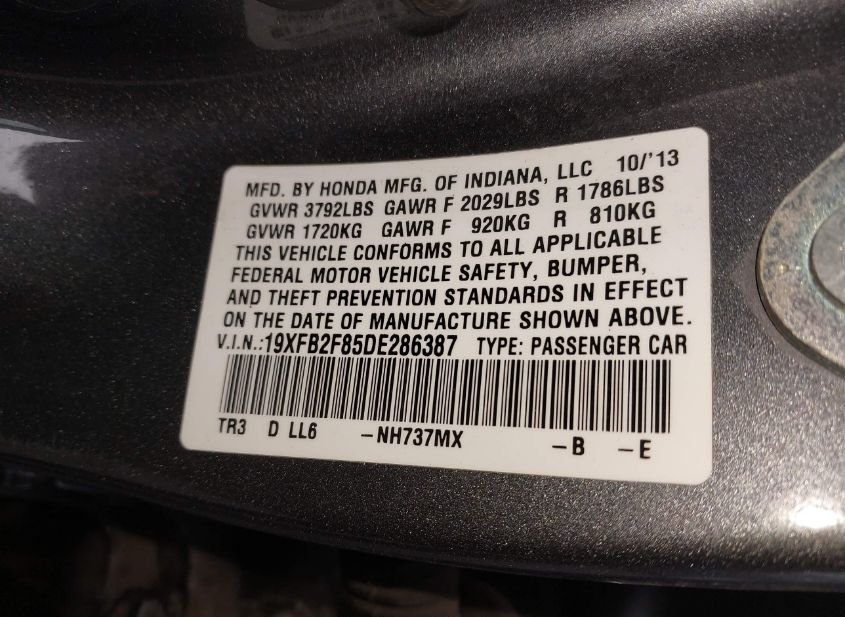 MFD. BY HONDA MFG. OF INDIANA, LLC 10/'13
GVWR 3792LBS GAWR F 2029LBS R 1786LBS
GVWR 1720KG GAWR F 920KG R 810KG
THIS VEHICLE CONFORMS TO ALL APPLICABLE
FEDERAL MOTOR VEHICLE SAFETY, BUMPER,
AND THEFT PREVENTION STANDARDS IN EFFECT
ON THE DATE OF MANUFACTURE SHOWN ABOVE.
V.I.N.:19XFB2F85DE286387 TYPE: PASSENGER CAR
TR3 D LL6 -NH737MX -B -E